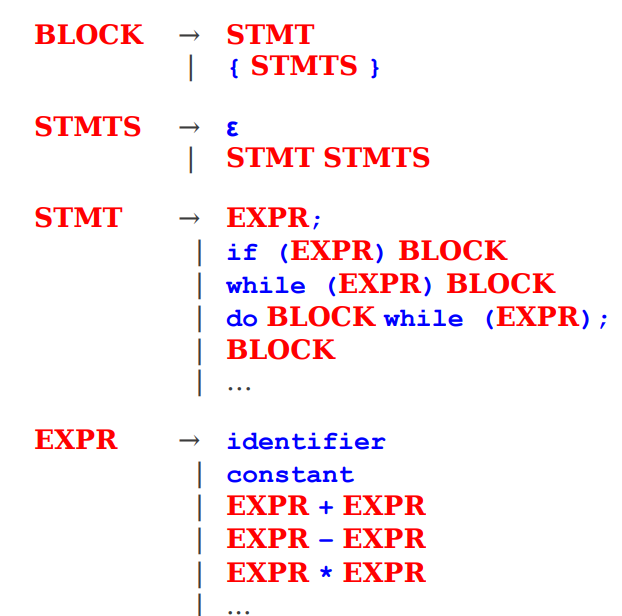 BLOCK → STMT
| { STMTS }
STMTS → ε
| STMT STMTS
STMT → EXPR;
| if (EXPR) BLOCK
| while (EXPR) BLOCK
| do BLOCK while (EXPR);
| BLOCK
| ...
EXPR → identifier
| constant
| EXPR + EXPR
| EXPR – EXPR
| EXPR * EXPR
| ...